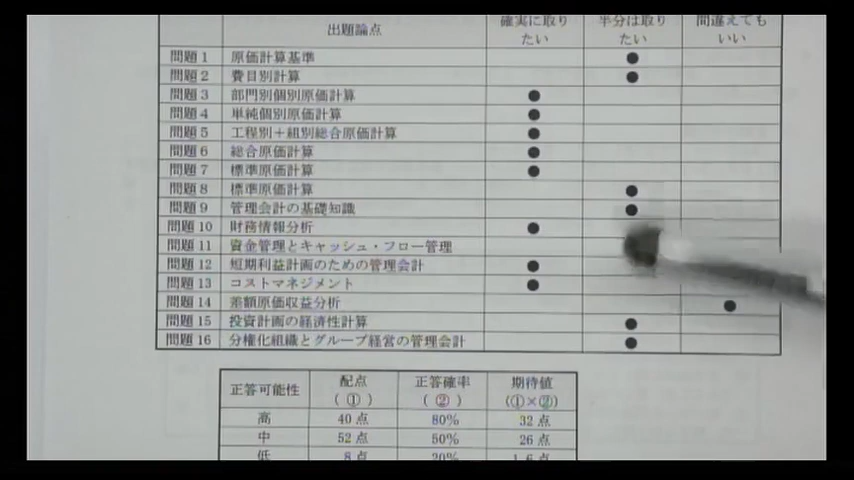 出題論点 確実に取りたい 半分は取りたい 間違えてもいい
問題1 原価計算基準 ●
問題2 費目別計算 ●
問題3 部門別個別原価計算 ●
問題4 単純個別原価計算 ●
問題5 工程別+組別総合原価計算 ●
問題6 総合原価計算 ●
問題7 標準原価計算 ●
問題8 標準原価計算 ●
問題9 管理会計の基礎知識 ●
問題10 財務情報分析 ●
問題11 資金管理とキャッシュ・フロー管理
問題12 短期利益計画のための管理会計 ●
問題13 コストマネジメント ●
問題14 差額原価収益分析 ●
問題15 投資計画の経済性計算 ●
問題16 分権化組織とグループ経営の管理会計 ●
正答可能性 配点(①) 正答確率(②) 期待値(①×②)
高 40点 80% 32点
中 52点 50% 26点
低 8点 20% 1.6点